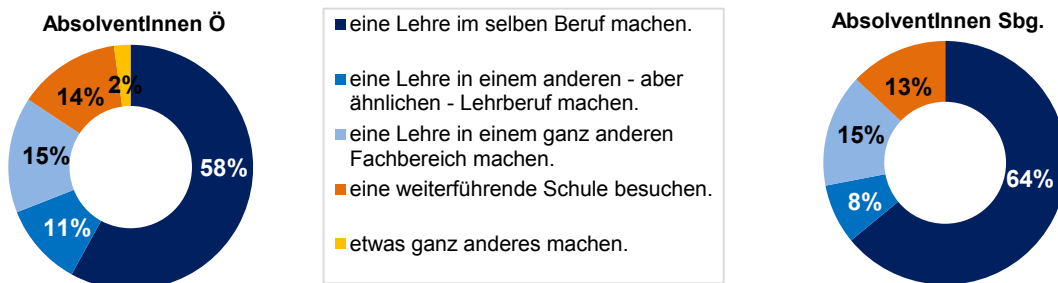 AbsolventInnen Ö
2%
14%
15%
11%
58%
eine Lehre im selben Beruf machen.
eine Lehre in einem anderen - aber
ähnlichen - Lehrberuf machen.
eine Lehre in einem ganz anderen
Fachbereich machen.
eine weiterführende Schule besuchen.
etwas ganz anderes machen.
AbsolventInnen Sbg.
13%
15%
8%
64%